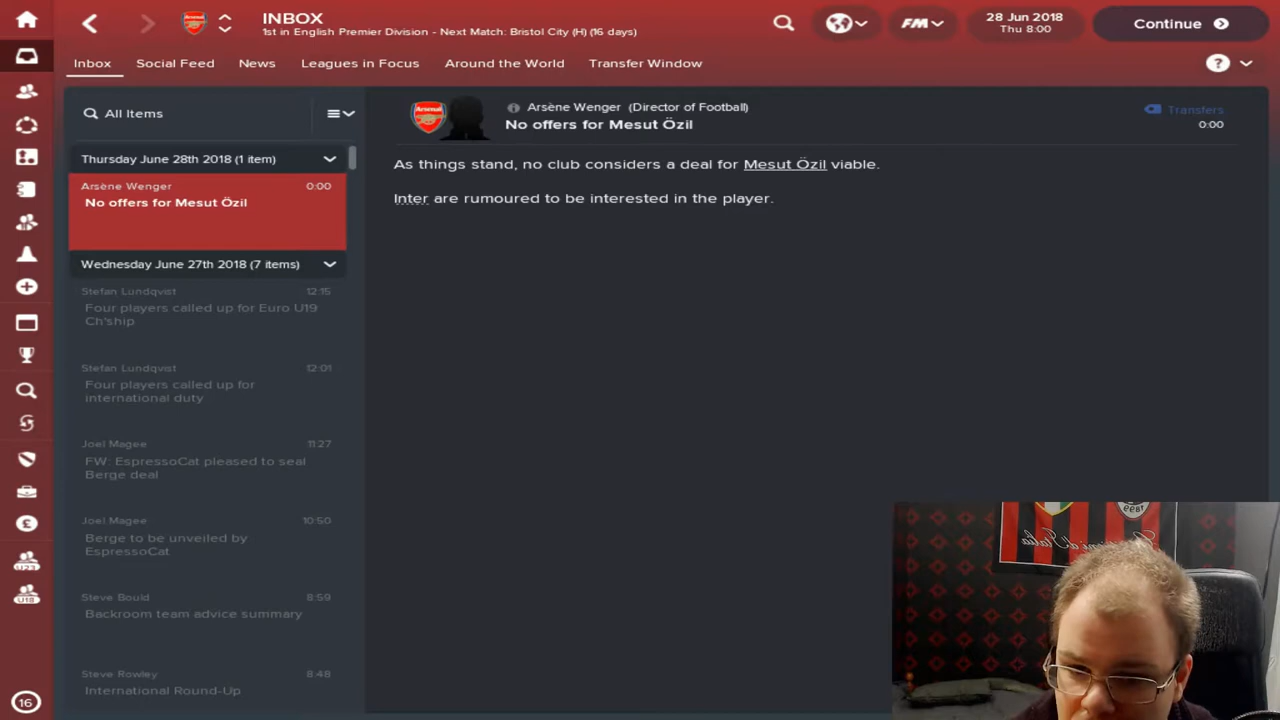 INBOX
1st in English Premier Division - Next Match: Bristol City (H) (16 days)
FM
28 Jun 2018
Thu 8:00
Continue
Inbox
Social Feed
News
Leagues in Focus
Around the World
Transfer Window
?
All Items
Arsenal
Arsène Wenger (Director of Football)
No offers for Mesut Özil
Transfers
0:00
Thursday June 28th 2018 (1 item)
Arsène Wenger 0:00
No offers for Mesut Özil
Wednesday June 27th 2018 (7 items)
Stefan Lundqvist 12:15
Four players called up for Euro U19
Ch'ship
Stefan Lundqvist 12:01
Four players called up for
international duty
Joel Magee 11:27
FW: EspressoCat pleased to seal
Berge deal
Joel Magee 10:50
Berge to be unveiled by
EspressoCat
Steve Bould 8:59
Backroom team advice summary
Steve Rowley 8:48
International Round-Up
As things stand, no club considers a deal for Mesut Özil viable.
Inter are rumoured to be interested in the player.
£
U23
U18
16
1899